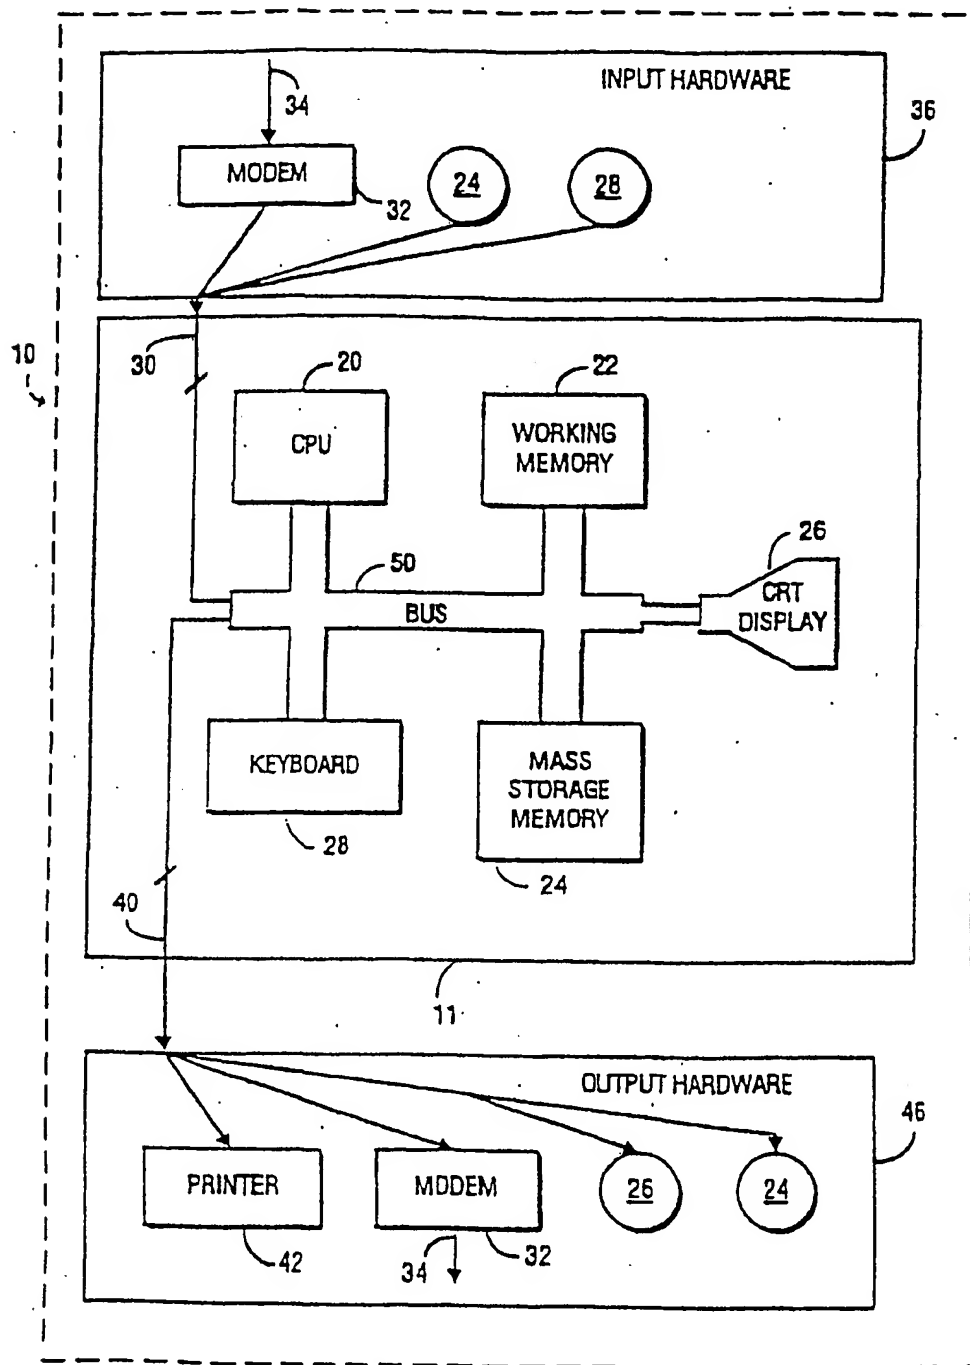 INPUT HARDWARE
34
36
MODEM
24
28
32
10
30
20
22
CPU
WORKING
MEMORY
26
50
CRT
DISPLAY
BUS
KEYBOARD
MASS
STORAGE
MEMORY
28
24
40
11
OUTPUT HARDWARE
46
PRINTER
MODEM
26
24
42
34
32